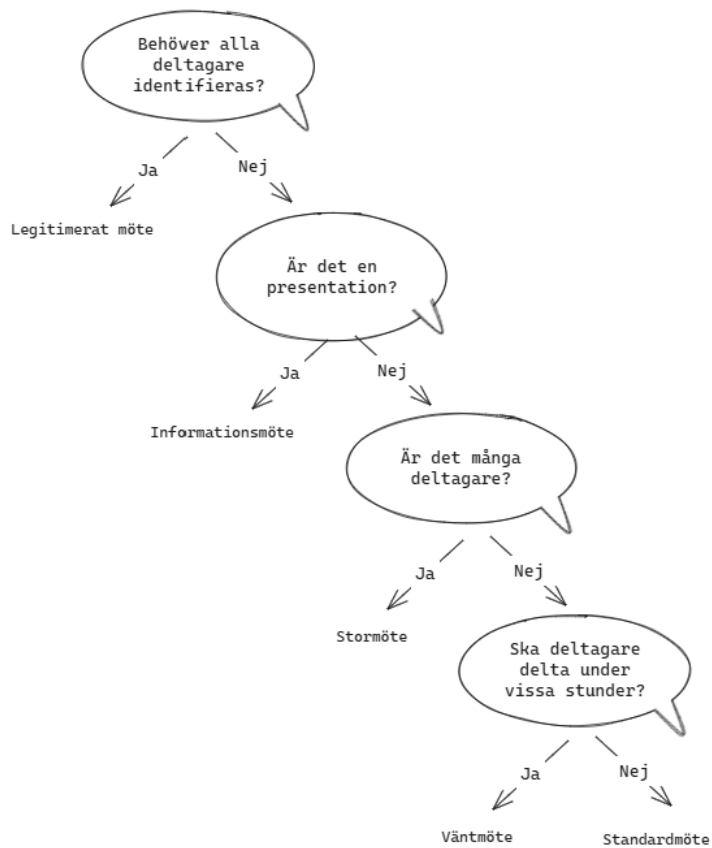 Behöver alla
deltagare
identifieras?
Ja
Nej
Legitimerat möte
Är det en
presentation?
Ja
Nej
Informationsmöte
Är det många
deltagare?
Ja
Nej
Stormöte
Ska deltagare
delta under
vissa stunder?
Ja
Nej
Väntmöte
Standardmöte